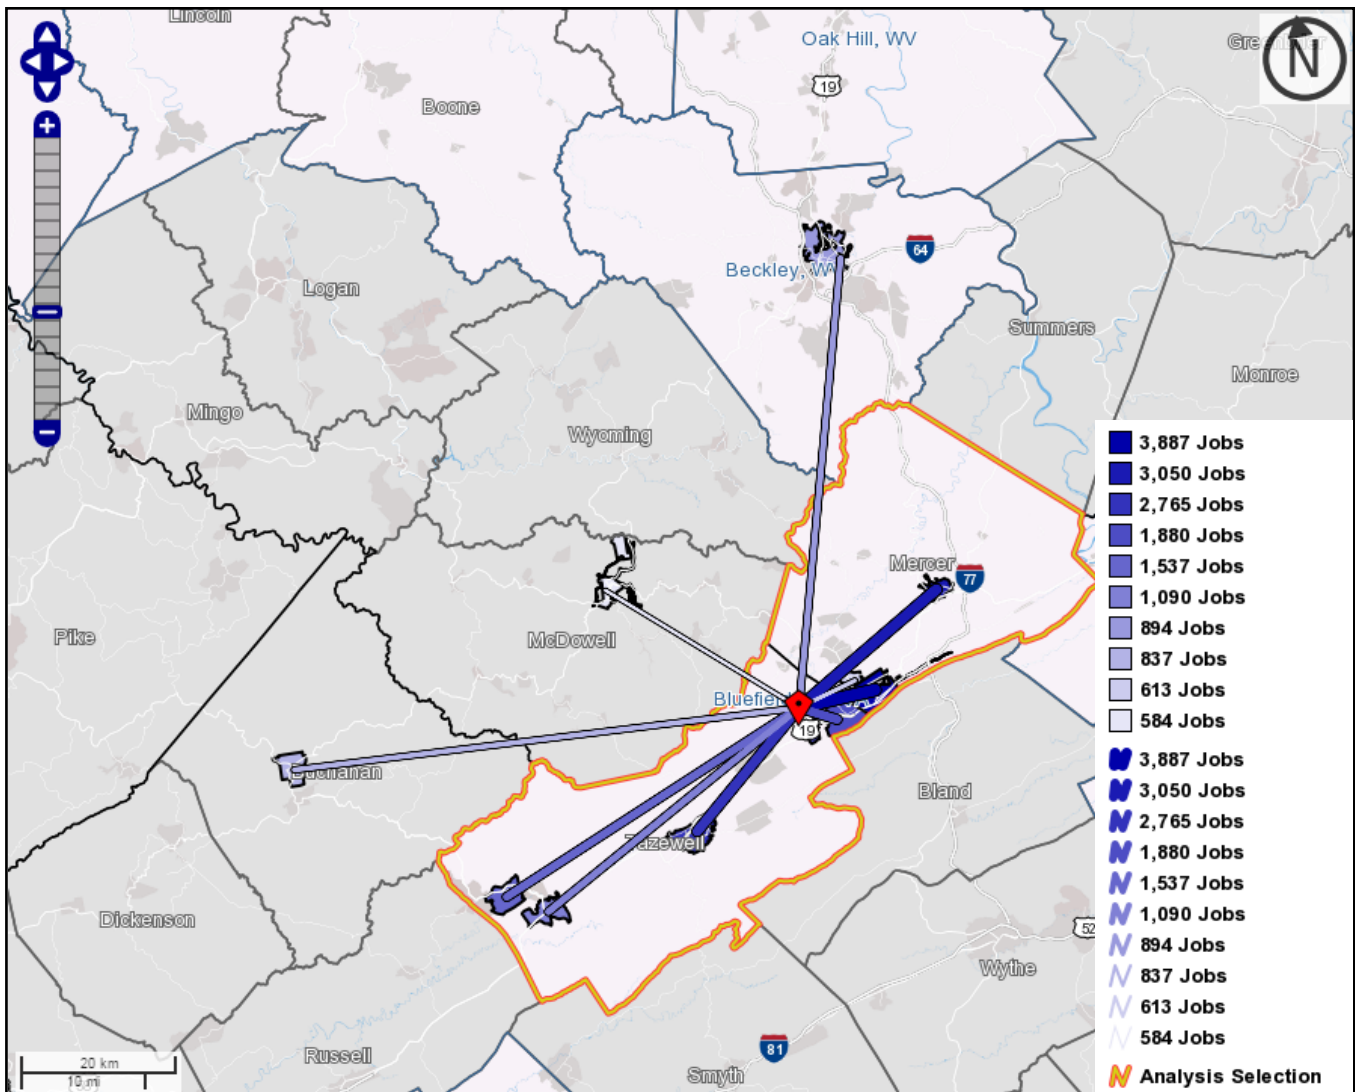 Lincoln
Oak Hill, WV
Greenbrier
N
19
Boone
+
64
Beckley, WV
Logan
Summers
Monroe
Mingo
Wyoming
3,887 Jobs
3,050 Jobs
2,765 Jobs
1,880 Jobs
1,537 Jobs
1,090 Jobs
894 Jobs
837 Jobs
613 Jobs
584 Jobs
Mercer
77
Pike
McDowell
19
Buchanan
Bland
Tazewell
3,887 Jobs
3,050 Jobs
2,765 Jobs
1,880 Jobs
1,537 Jobs
1,090 Jobs
894 Jobs
837 Jobs
613 Jobs
584 Jobs
Analysis Selection
Dickenson
52
Wythe
20 km
10 mi
Russell
81
Smyth